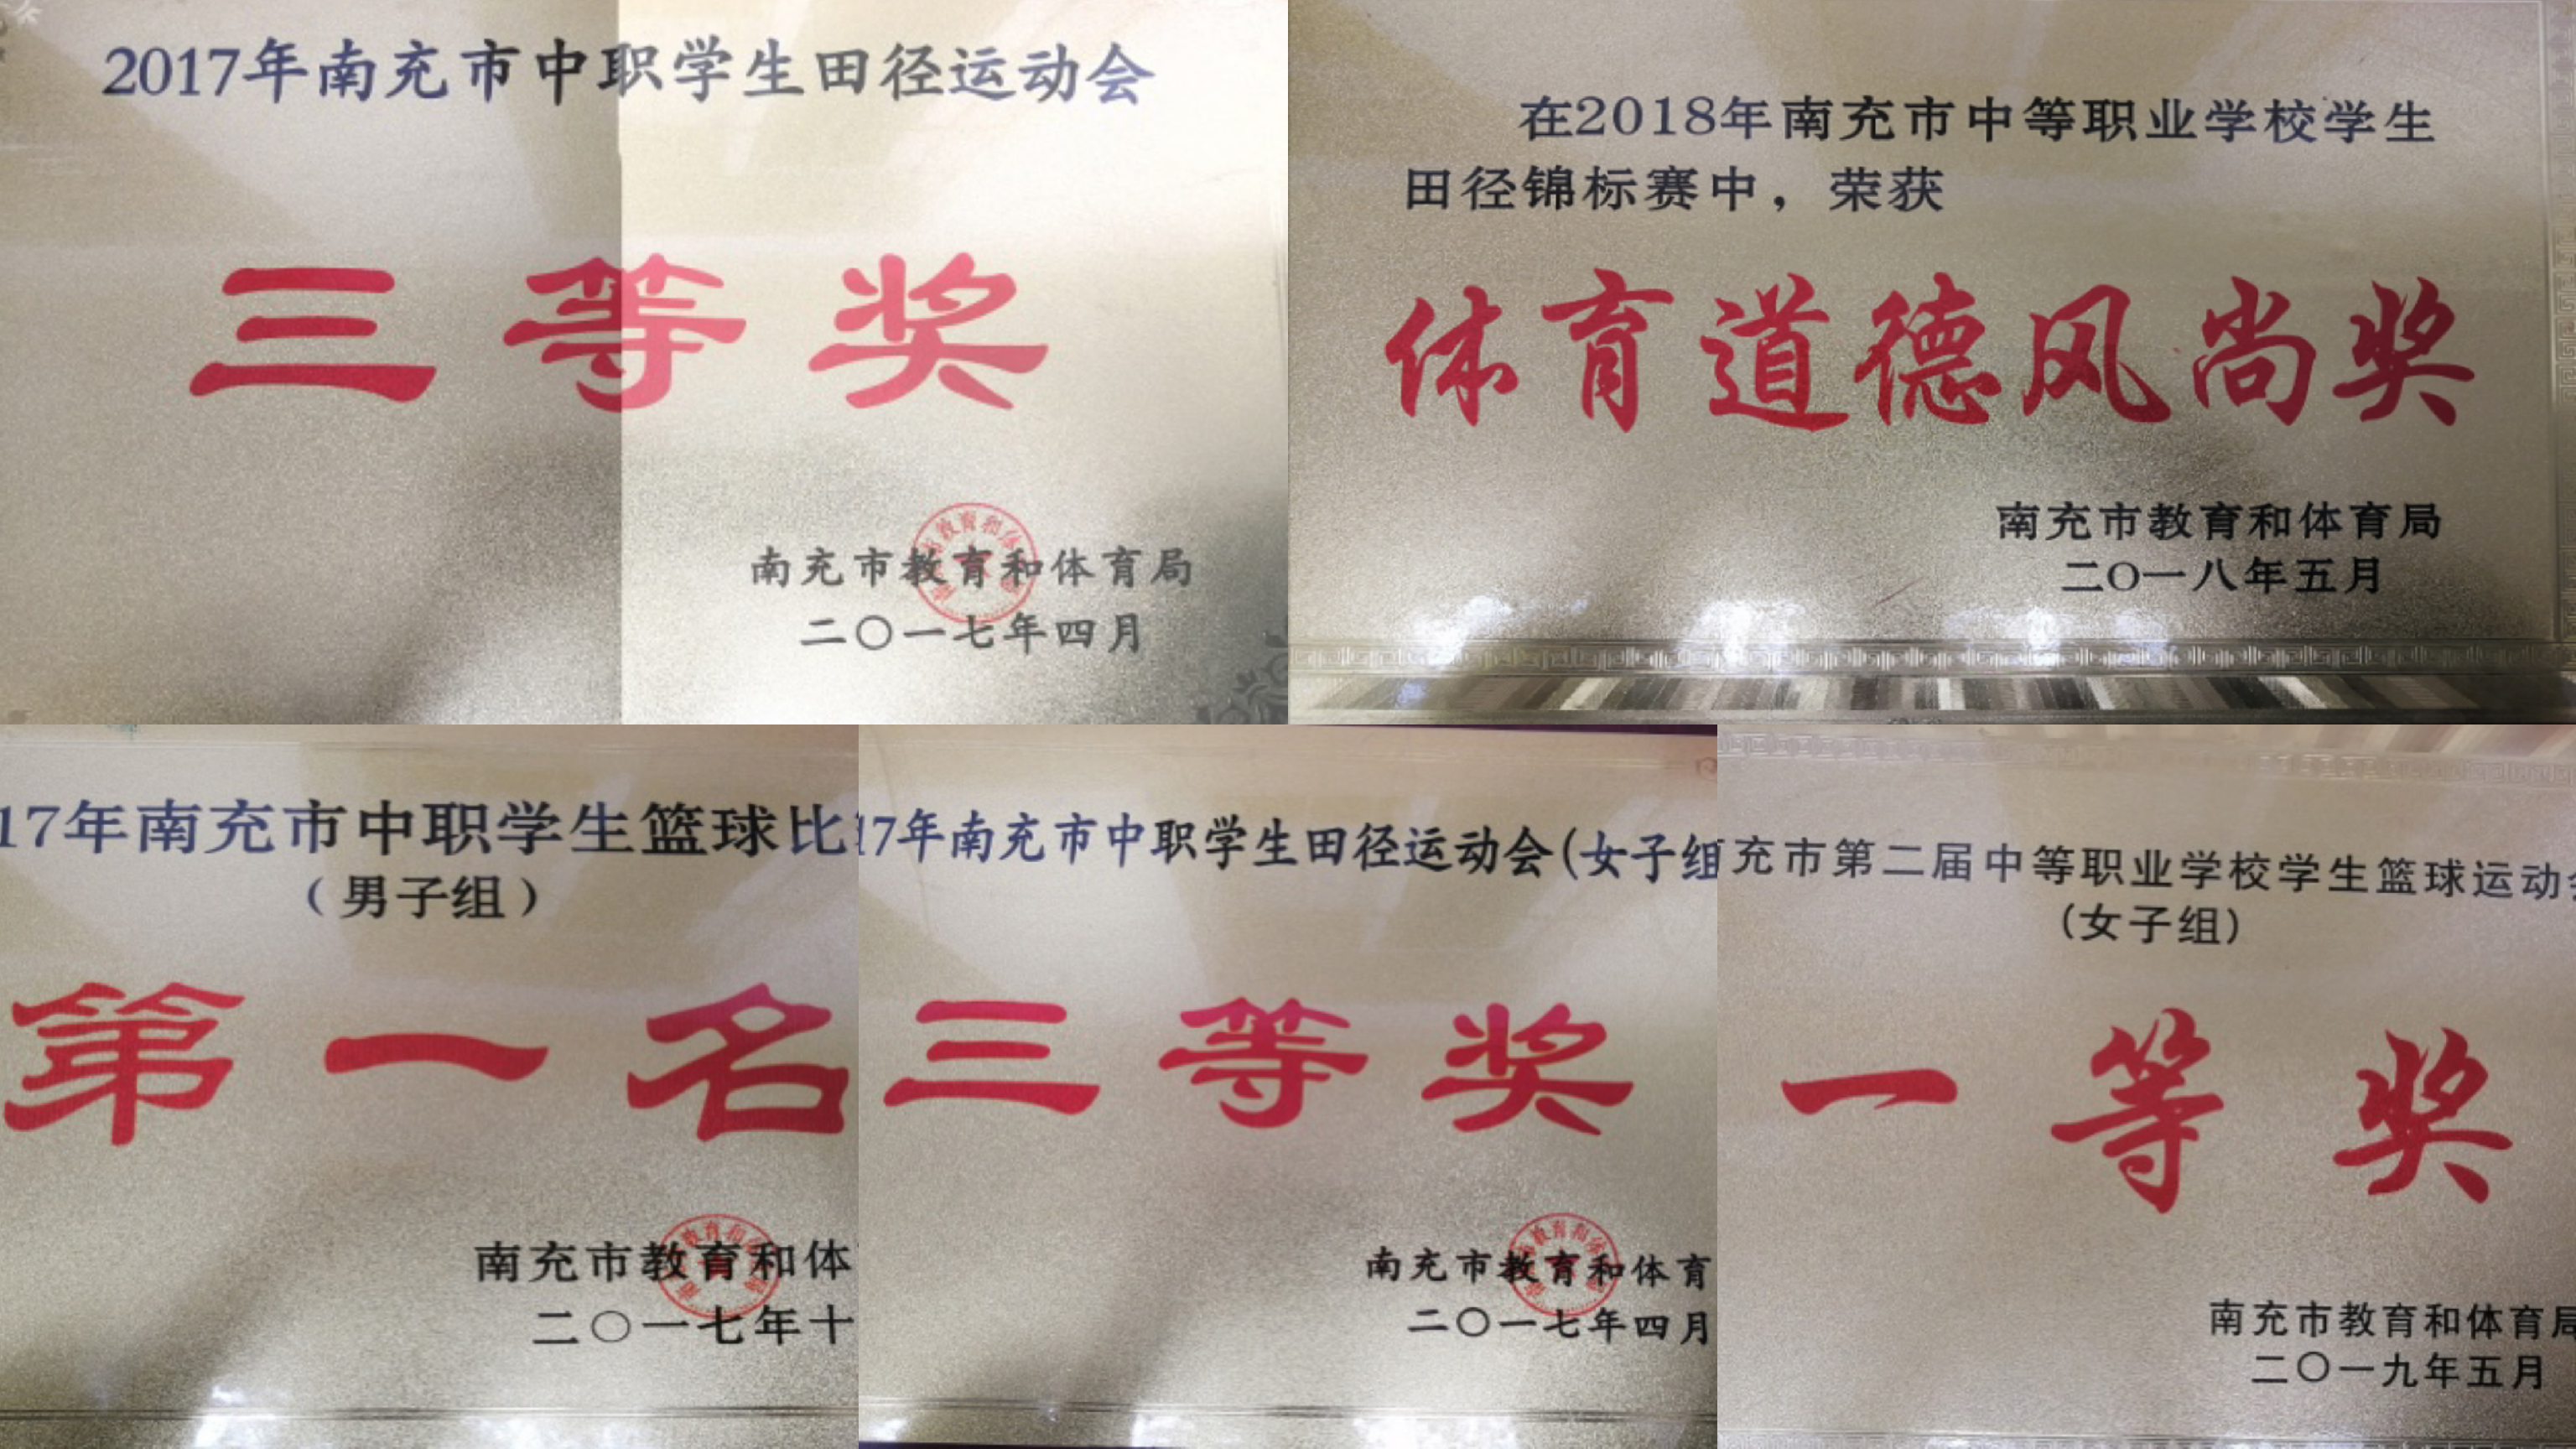 2017年南充市中职学生田径运动会
三等奖
南充市教育和体育局
二〇一七年四月
在2018年南充市中等职业学校学生
田径锦标赛中，荣获
体育道德风尚奖
南充市教育和体育局
二〇一八年五月
17年南充市中职学生篮球比
（男子组）
第一名
南充市教育和体
二〇一七年十
17年南充市中职学生田径运动会(女子组
三等奖
南充市教育和体育
二〇一七年四月
充市第二届中等职业学校学生篮球运动会
(女子组)
一等奖
南充市教育和体育局
二〇一九年五月